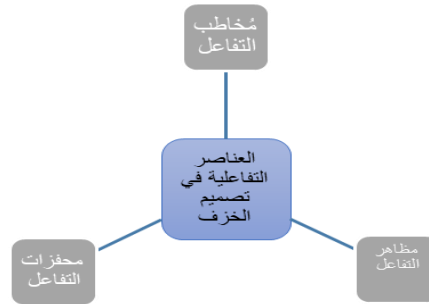 مُخاطب
التفاعل
العناصر
التفاعلية في
تصميم
الخزف
محفزات
التفاعل
مظاهر
التفاعل